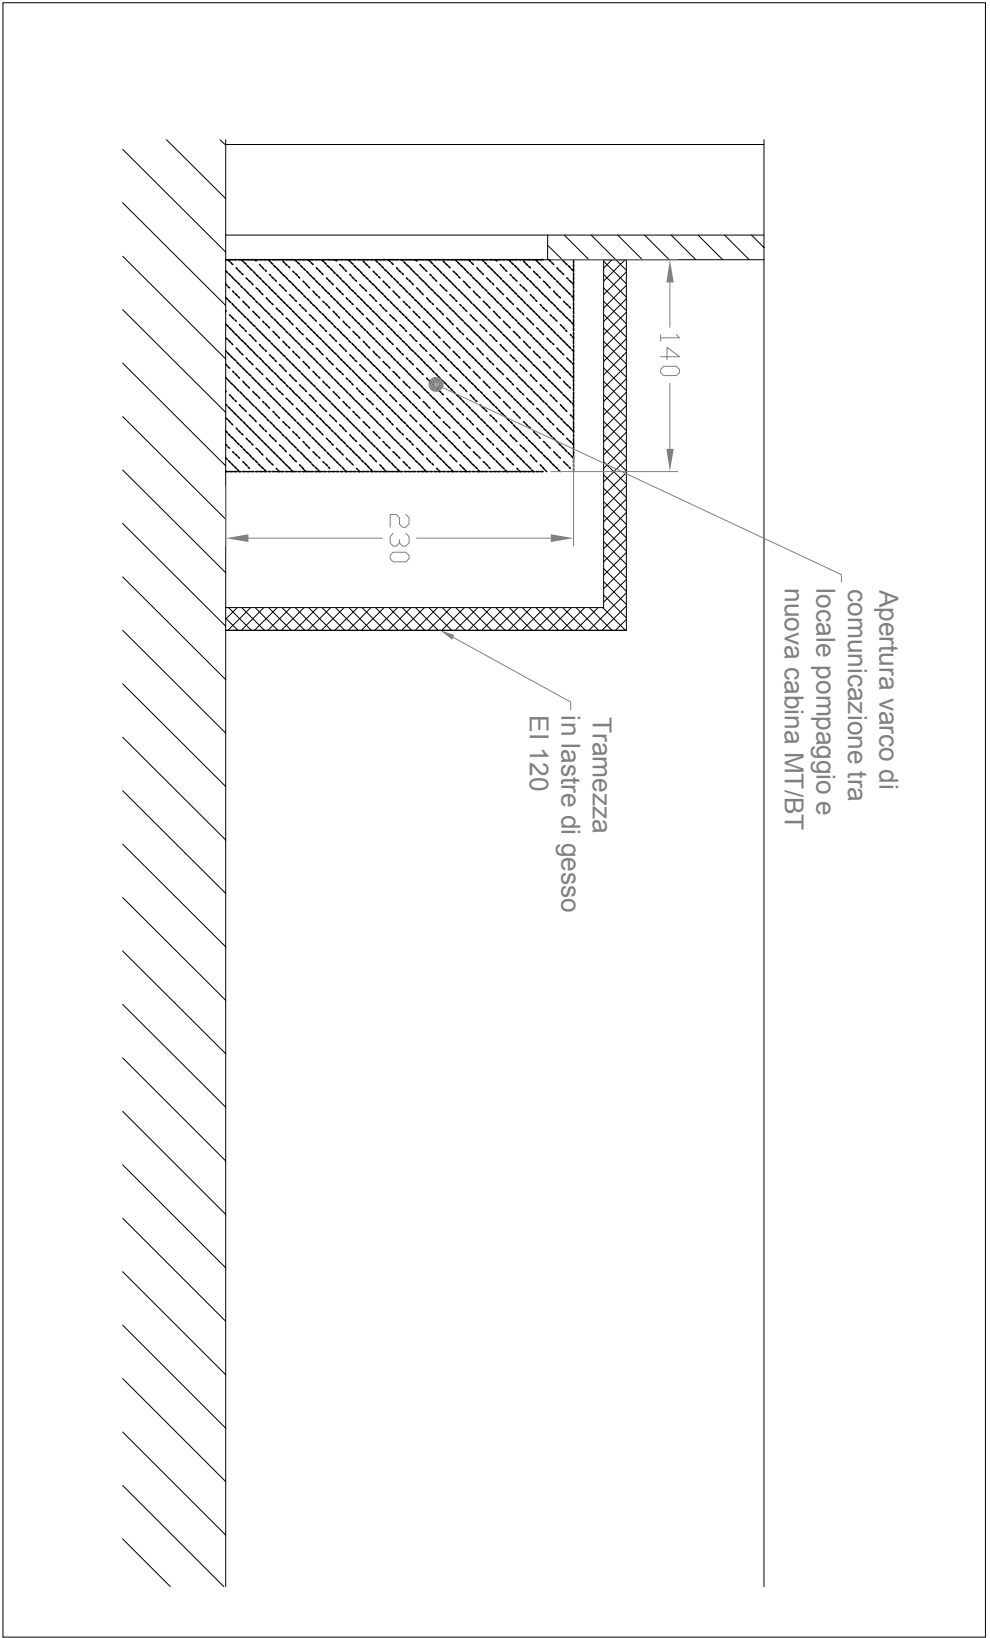 Apertura varco di
comunicazione tra
locale pompaggio e
nuova cabina MT/BT
140
230
Tramezza
in lastre di gesso
EI 120